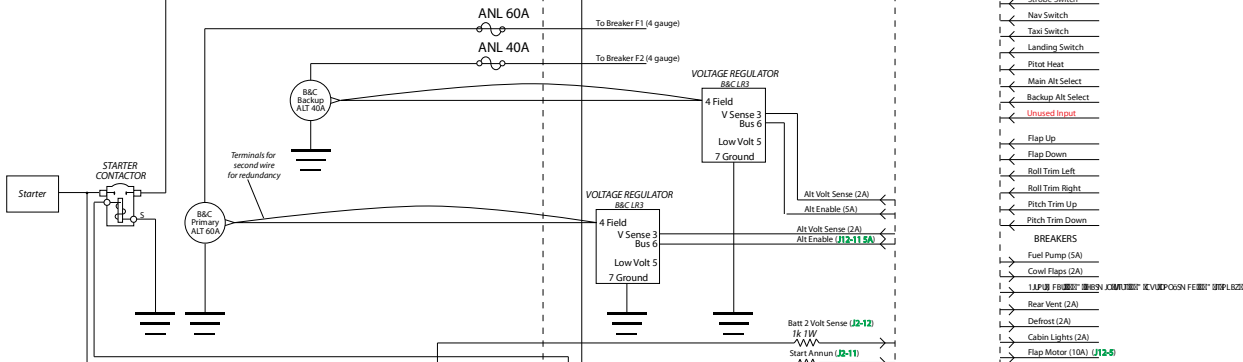 ANL 60A
To Breaker F1 (4 gauge)
ANL 40A
To Breaker F2 (4 gauge)
B&C
Backup
ALT 40A
VOLTAGE REGULATOR
B&C LR3
4 Field
V Sense 3
Bus 6
Low Volt 5
7 Ground
Terminals for
second wire
for redundancy
STARTER
CONTACTOR
Starter
S
B&C
Primary
ALT 60A
VOLTAGE REGULATOR
B&C LR3
4 Field
V Sense 3
Bus 6
Low Volt 5
7 Ground
Alt Volt Sense (2A)
Alt Enable (5A)
Alt Volt Sense (2A)
Alt Enable (J12-11 5A)
Batt 2 Volt Sense (J2-12)
1k 1W
Start Annun (J2-11)
Strobe Switch
Nav Switch
Taxi Switch
Landing Switch
Pitot Heat
Main Alt Select
Backup Alt Select
Unused Input
Flap Up
Flap Down
Roll Trim Left
Roll Trim Right
Pitch Trim Up
Pitch Trim Down
BREAKERS
Fuel Pump (5A)
Cowl Flaps (2A)
Rear Vent (2A)
Defrost (2A)
Cabin Lights (2A)
Flap Motor (10A) (J12-5)